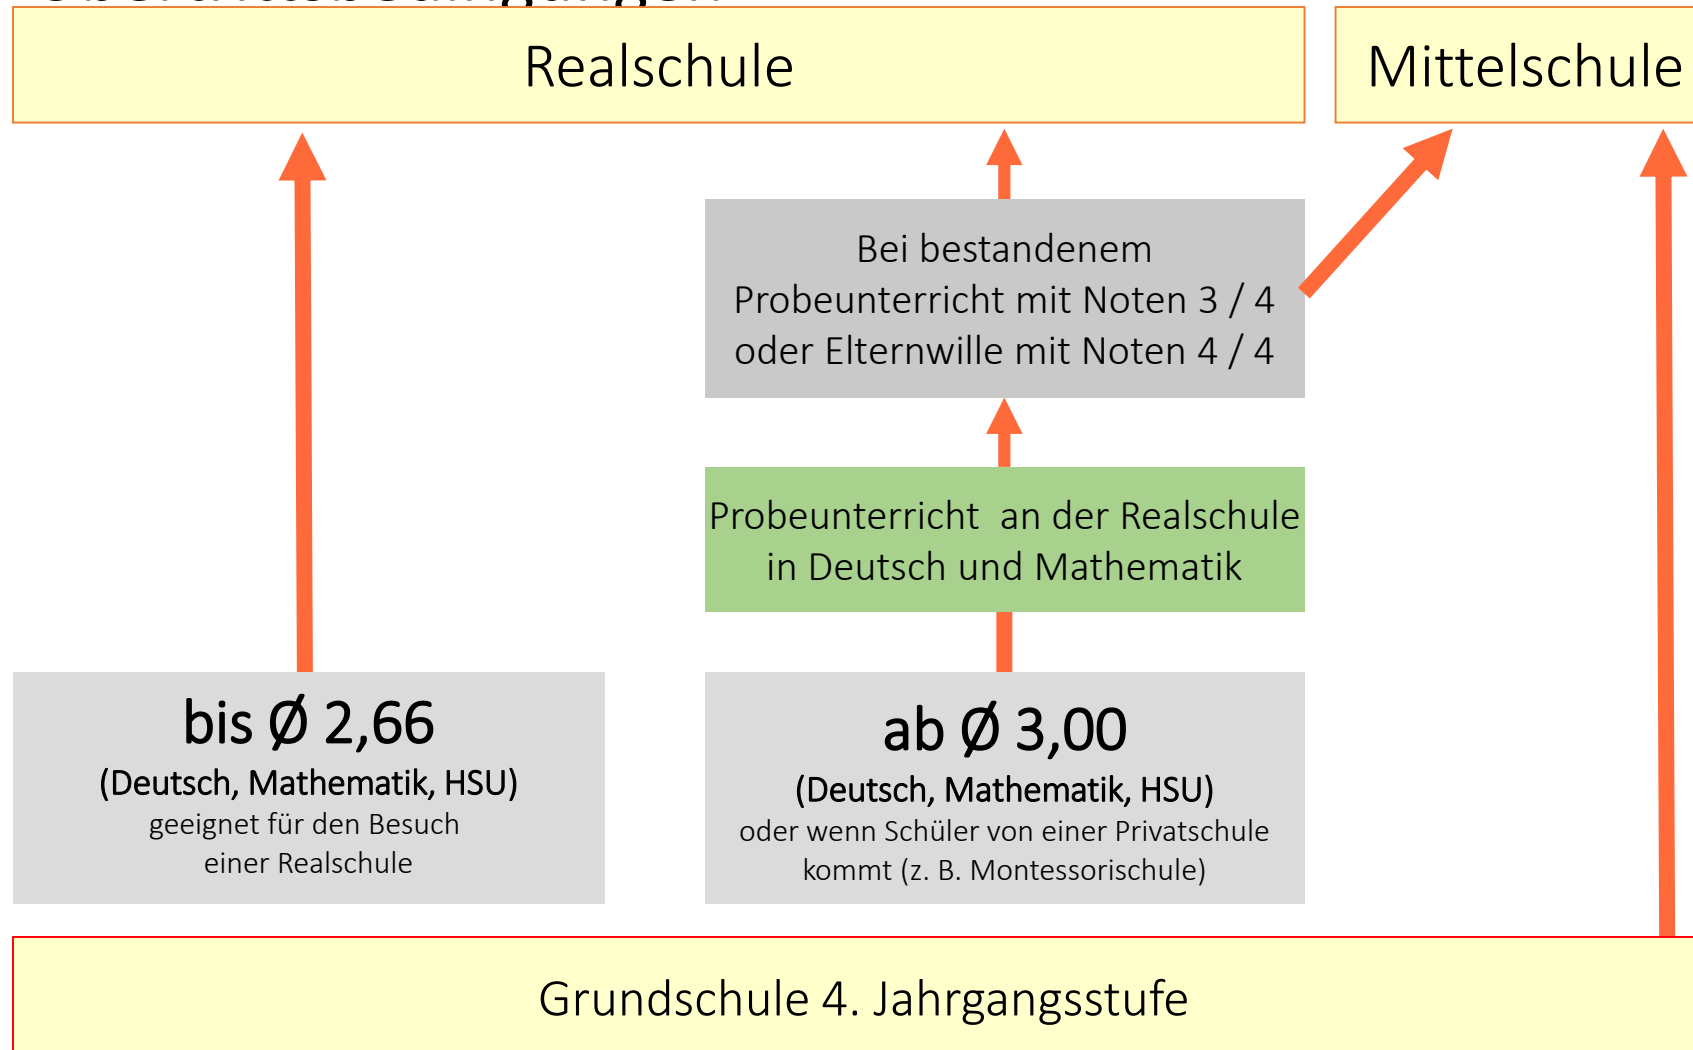 Realschule
Mittelschule
Bei bestandenem
Probeunterricht mit Noten 3 / 4
oder Elternwille mit Noten 4 / 4
Probeunterricht  an der Realschule
in Deutsch und Mathematik
bis Ø 2,66
(Deutsch, Mathematik, HSU)
geeignet für den Besuch
einer Realschule
ab Ø 3,00
(Deutsch, Mathematik, HSU)
oder wenn Schüler von einer Privatschule
kommt (z. B. Montessorischule)
Grundschule 4. Jahrgangsstufe